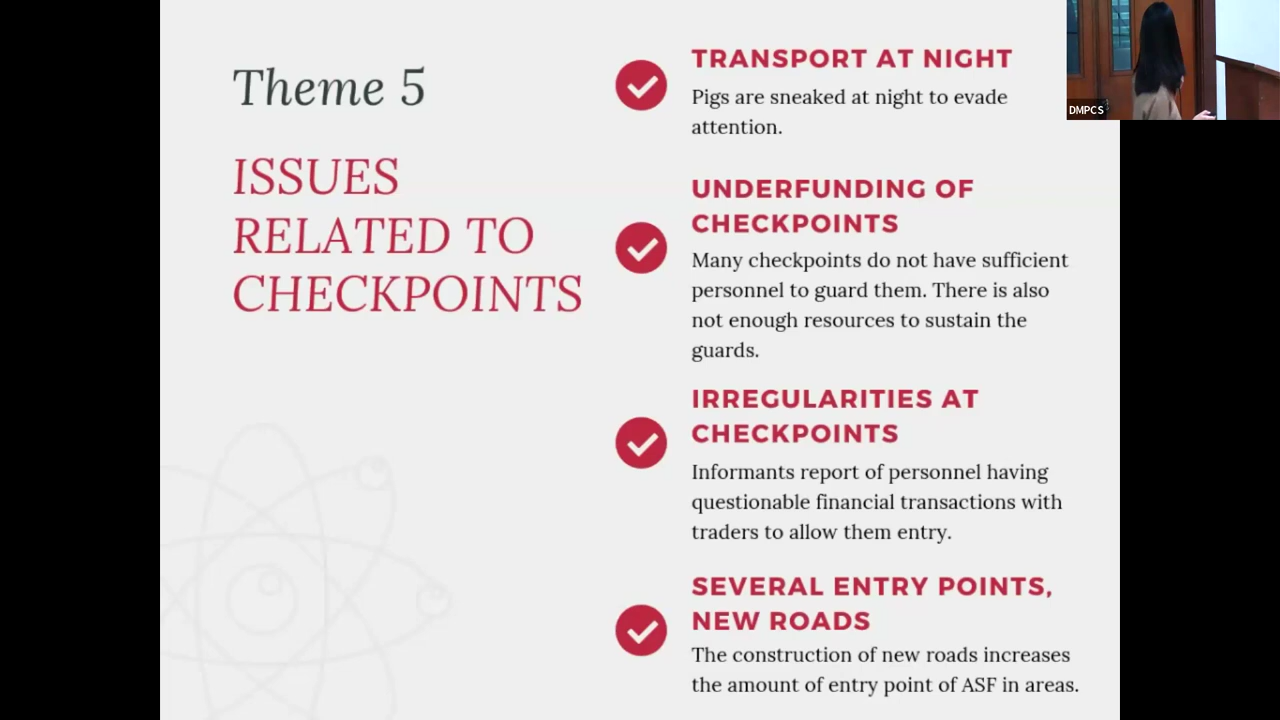 Theme 5
ISSUES
RELATED TO
CHECKPOINTS
TRANSPORT AT NIGHT
Pigs are sneaked at night to evade
attention.
UNDERFUNDING OF
CHECKPOINTS
Many checkpoints do not have sufficient
personnel to guard them. There is also
not enough resources to sustain the
guards.
IRREGULARITIES AT
CHECKPOINTS
Informants report of personnel having
questionable financial transactions with
traders to allow them entry.
SEVERAL ENTRY POINTS,
NEW ROADS
The construction of new roads increases
the amount of entry point of ASF in areas.
DMPCS